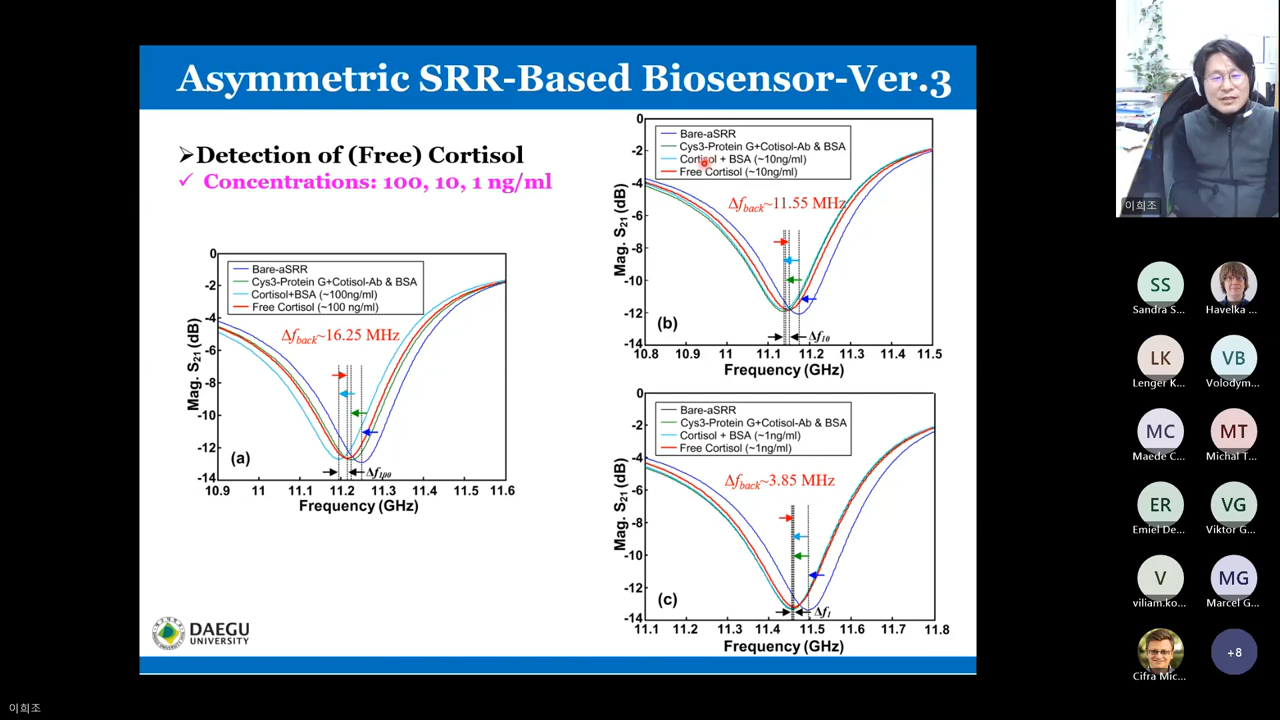 Asymmetric SRR-Based Biosensor-Ver.3
➢Detection of (Free) Cortisol
✓ Concentrations: 100, 10, 1 ng/ml
0
-2
-4
-6
-8
-10
-12
-14
Mag. S21 (dB)
Bare-aSRR
Cys3-Protein G+Cotisol-Ab & BSA
Cortisol+BSA (~100ng/ml)
Free Cortisol (~100 ng/ml)
Δfback~16.25 MHz
(a)
Δf100
10.9 11 11.1 11.2 11.3 11.4 11.5 11.6
Frequency (GHz)
0
-2
-4
-6
-8
-10
-12
-14
Mag. S21 (dB)
Bare-aSRR
Cys3-Protein G+Cotisol-Ab & BSA
Cortisol + BSA (~10ng/ml)
Free Cortisol (~10ng/ml)
Δfback~11.55 MHz
(b)
Δf10
10.8 10.9 11.0 11.1 11.2 11.3 11.4 11.5
Frequency (GHz)
0
-2
-4
-6
-8
-10
-12
-14
Mag. S21 (dB)
Bare-aSRR
Cys3-Protein G+Cotisol-Ab & BSA
Cortisol + BSA (~1ng/ml)
Free Cortisol (~1ng/ml)
Δfback~3.85 MHz
(c)
Δf1
11.1 11.2 11.3 11.4 11.5 11.6 11.7 11.8
Frequency (GHz)
DAEGU
UNIVERSITY
이희조
SS
Sandra S...
Havelka ...
LK
Lenger K...
VB
Volodym...
MC
Maede C...
MT
Michal T...
ER
Emiel De...
VG
Viktor G...
V
viliam.ko...
MG
Marcel G...
Cifra Mic...
+8
이희조